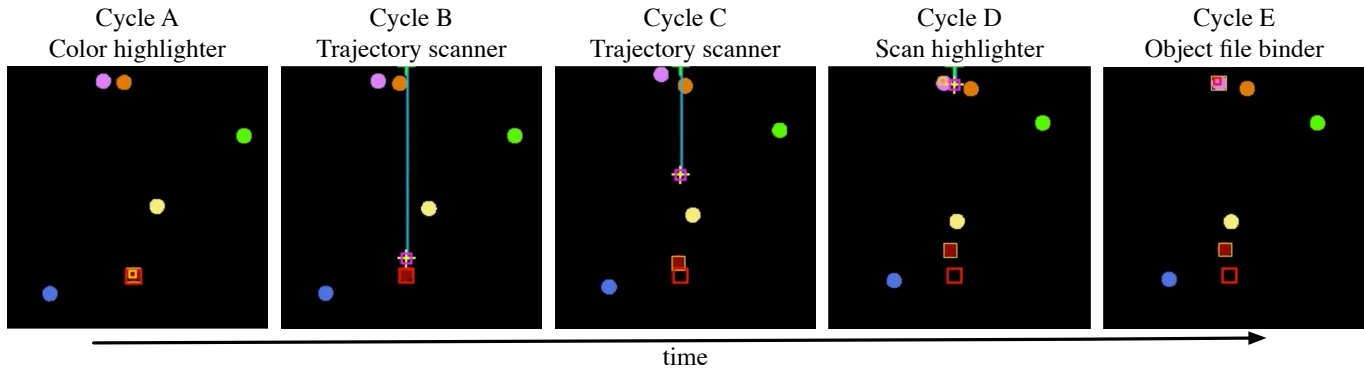 Cycle A
Color highlighter
Cycle B
Trajectory scanner
Cycle C
Trajectory scanner
Cycle D
Scan highlighter
Cycle E
Object file binder
time